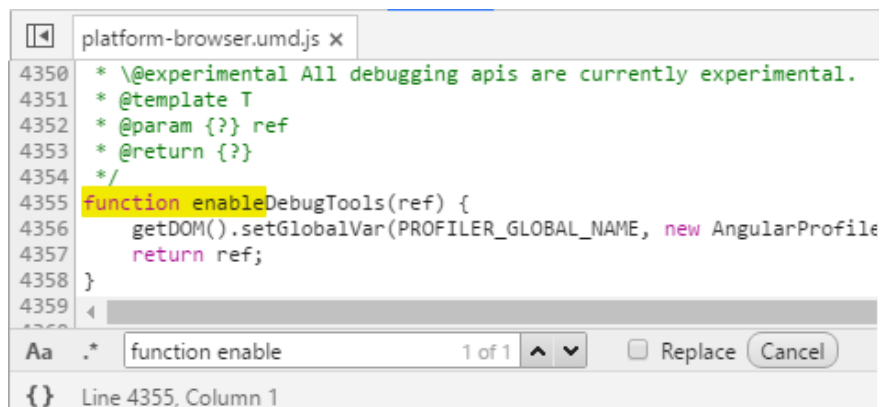 platform-browser.umd.js ×
4350 * \@experimental All debugging apis are currently experimental.
4351 * @template T
4352 * @param {?} ref
4353 * @return {?}
4354 */
4355 function enableDebugTools(ref) {
4356 getDOM().setGlobalVar(PROFILER_GLOBAL_NAME, new AngularProfile
4357 return ref;
4358 }
4359
Aa .* function enable 1 of 1 Replace Cancel
{} Line 4355, Column 1